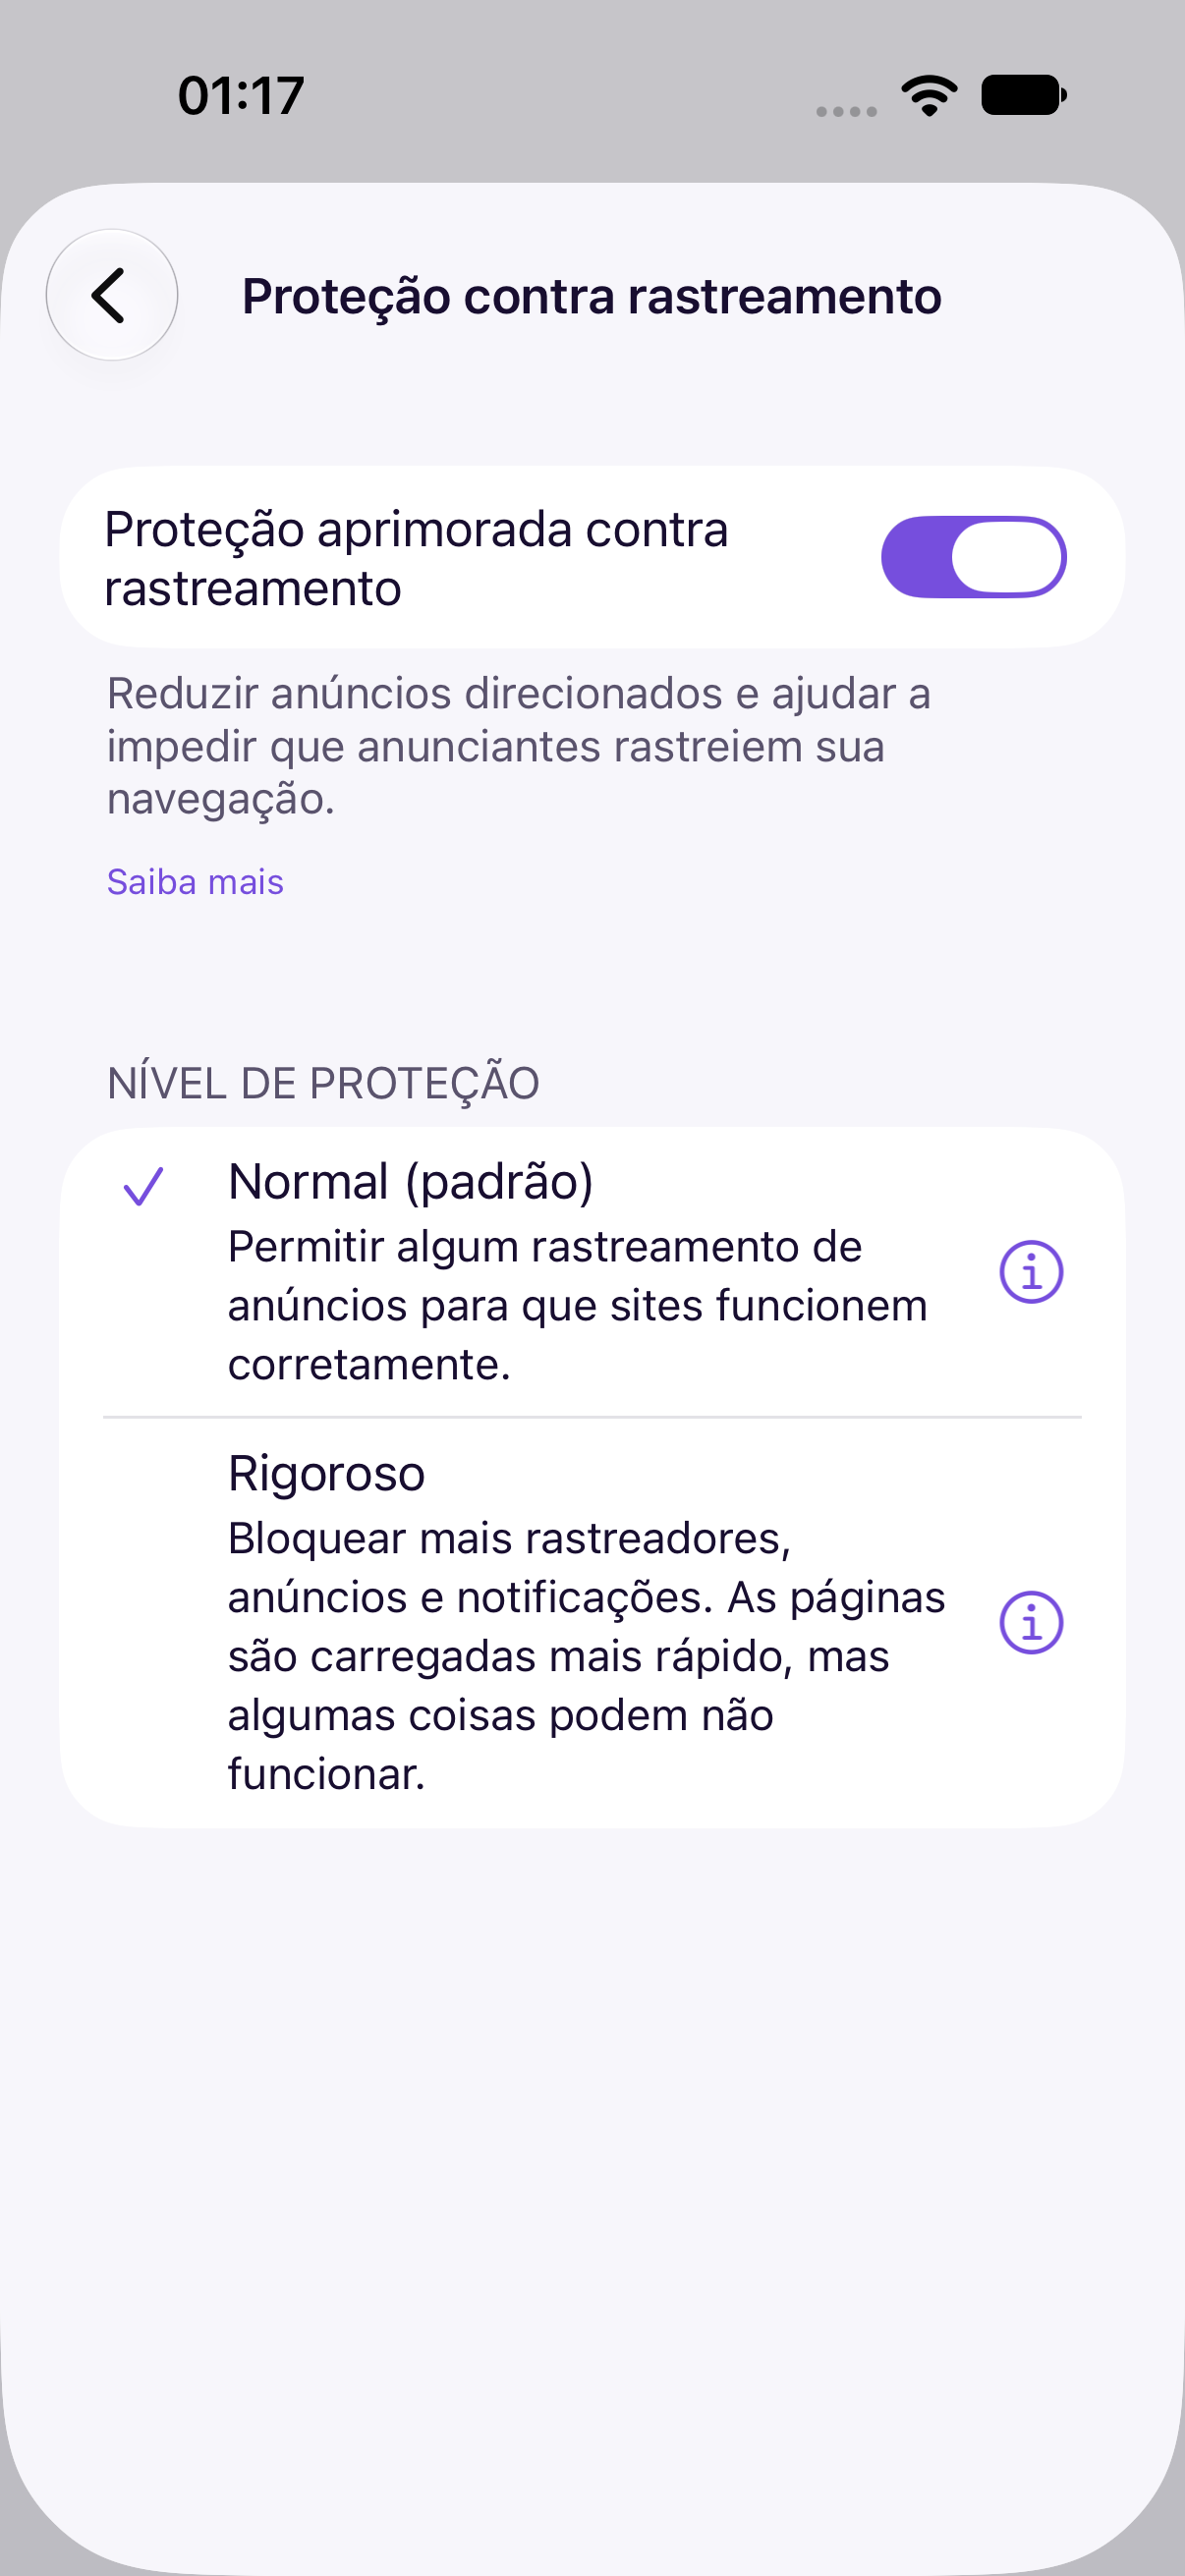 01:17
Proteção contra rastreamento
Proteção aprimorada contra
rastreamento
Reduzir anúncios direcionados e ajudar a
impedir que anunciantes rastreiem sua
navegação.
Saiba mais
NÍVEL DE PROTEÇÃO
Normal (padrão)
Permitir algum rastreamento de
anúncios para que sites funcionem
corretamente.
Rigoroso
Bloquear mais rastreadores,
anúncios e notificações. As páginas
são carregadas mais rápido, mas
algumas coisas podem não
funcionar.